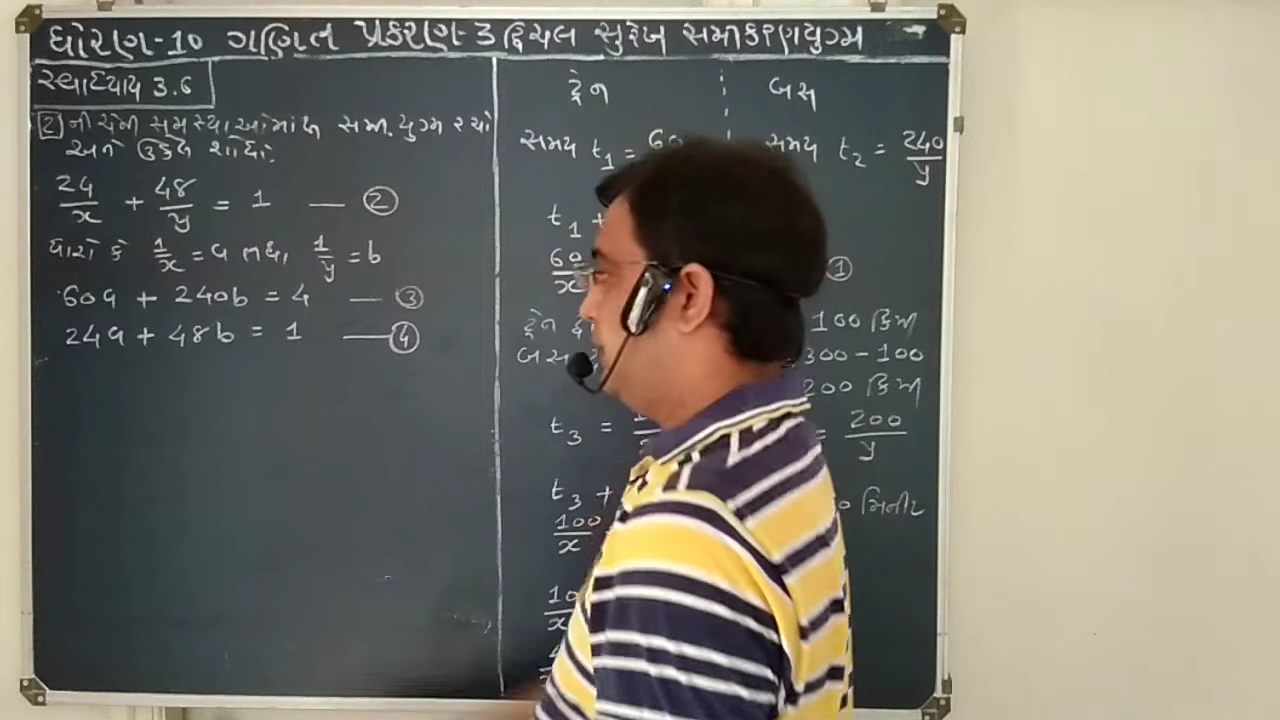 ધોરણ-10 ગણિત પ્રકરણ-3 દ્વિચલ સુરેખ સમીકરણયુગ્મ
સ્વાધ્યાય 3.6
2 નીચેની સમસ્યાઓમાંથી સમી. યુગ્મ રચો
અને ઉકેલ શોધો.
24/x + 48/y = 1 — 2
ધારો કે 1/x = a તથા 1/y = b
60a + 240b = 4 — 3
24a + 48b = 1 — 4
ટ્રેન બસ
સમય t₁ = 60 સમય t₂ = 240/y
t₁ +
60/x 1
ટ્રેન 100 કિમી
બસ 300 - 100
200 કિમી
t₃ = = 200/y
t₃ + 0 મિનીટ
100/x
10/x